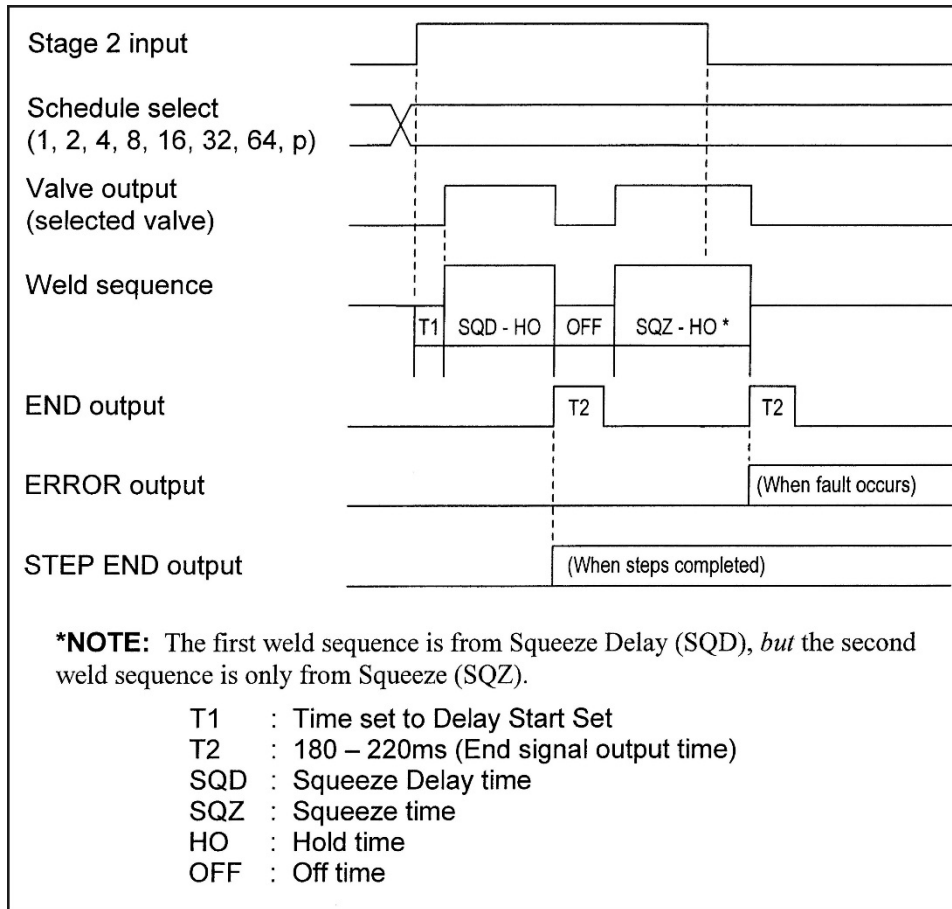 Stage 2 input
Schedule select
(1, 2, 4, 8, 16, 32, 64, p)
Valve output
(selected valve)
Weld sequence
T1
SQD - HO
OFF
SQZ - HO *
END output
T2
T2
ERROR output
(When fault occurs)
STEP END output
(When steps completed)
*NOTE: The first weld sequence is from Squeeze Delay (SQD), but the second
weld sequence is only from Squeeze (SQZ).
T1 : Time set to Delay Start Set
T2 : 180 – 220ms (End signal output time)
SQD : Squeeze Delay time
SQZ : Squeeze time
HO : Hold time
OFF : Off time